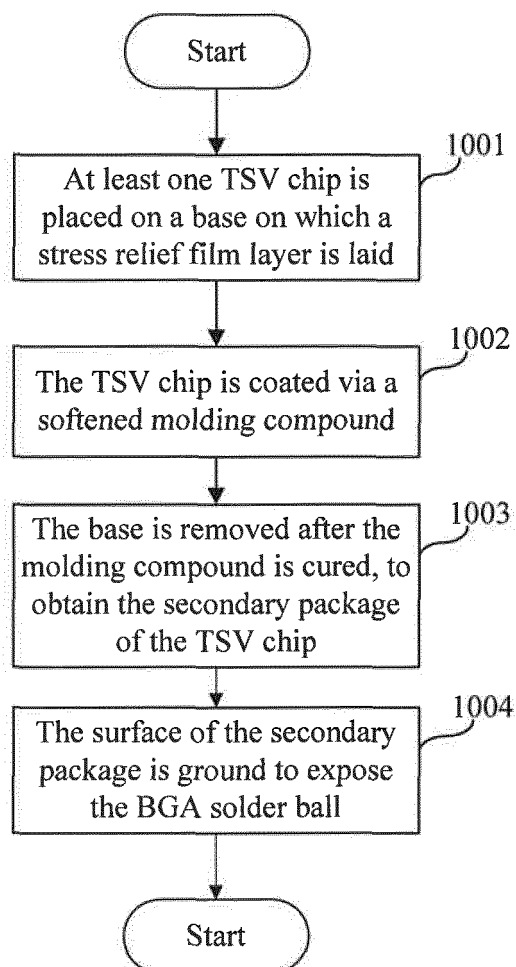 Start
1001
At least one TSV chip is
placed on a base on which a
stress relief film layer is laid
1002
The TSV chip is coated via a
softened molding compound
1003
The base is removed after the
molding compound is cured, to
obtain the secondary package
of the TSV chip
1004
The surface of the secondary
package is ground to expose
the BGA solder ball
Start